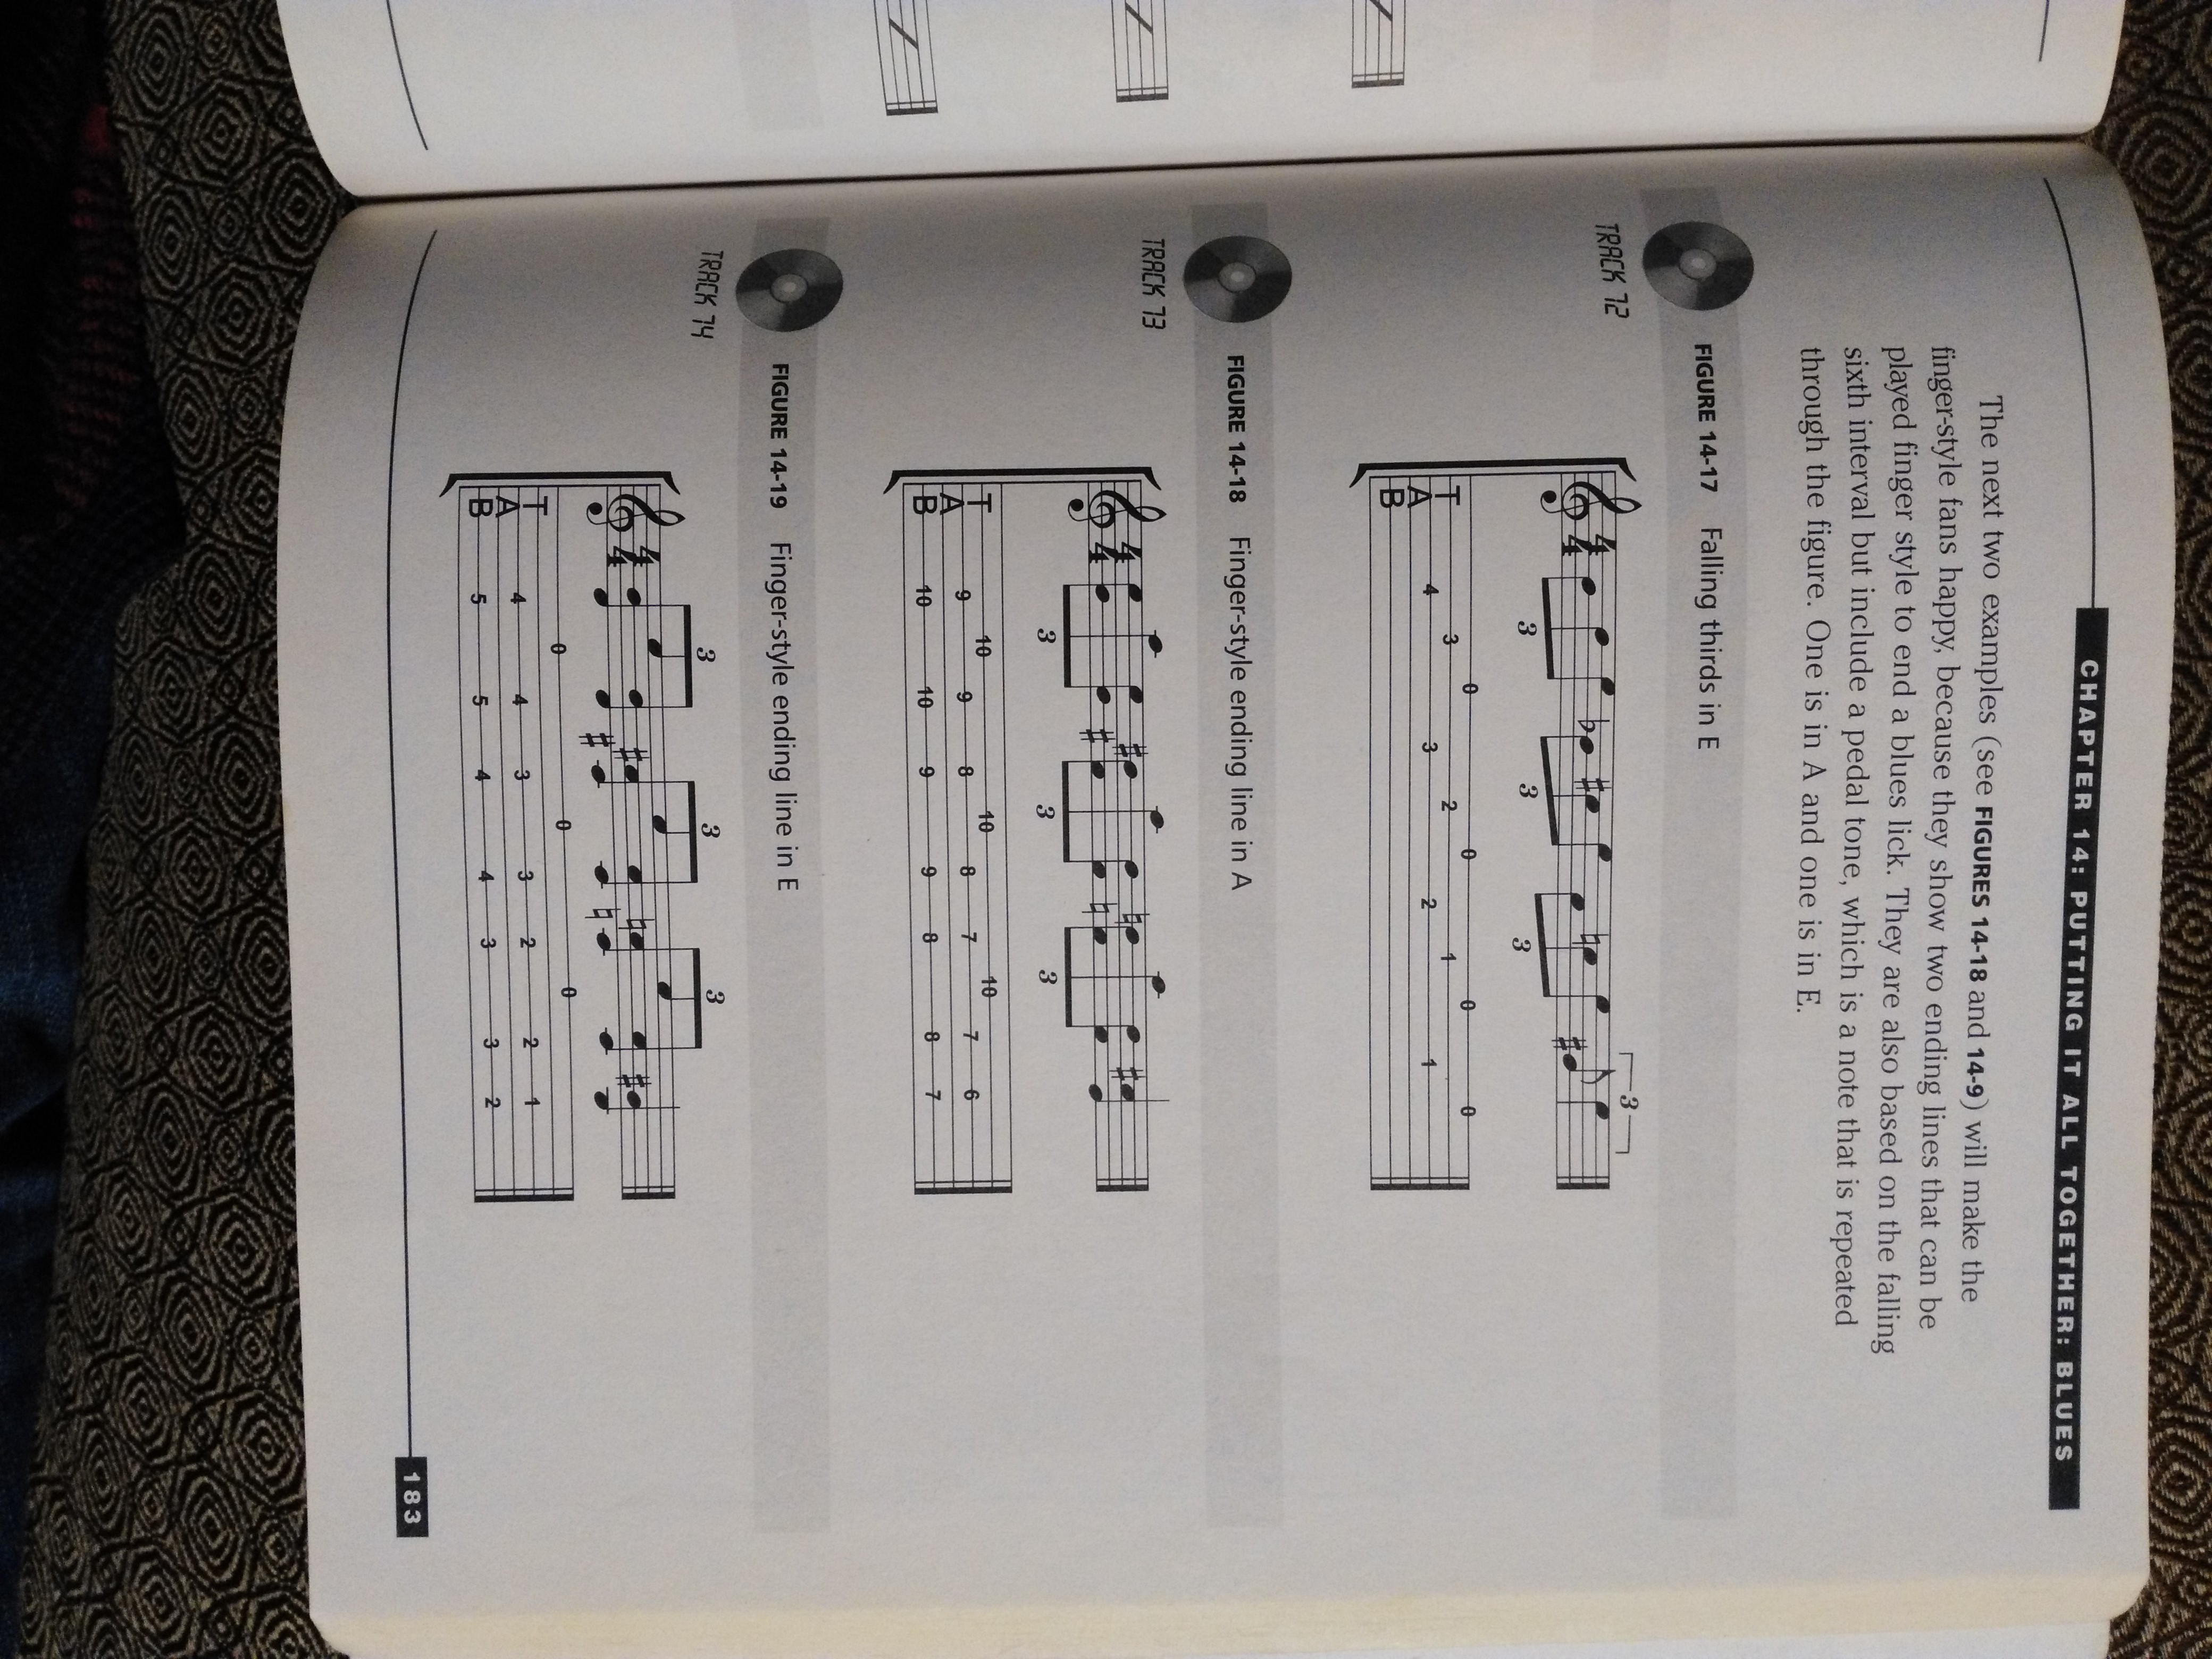 CHAPTER 14: PUTTING IT ALL TOGETHER: BLUES
The next two examples (see FIGURES 14-18 and 14-9) will make the
finger-style fans happy, because they show two ending lines that can be
played finger style to end a blues lick. They are also based on the falling
sixth interval but include a pedal tone, which is a note that is repeated
through the figure. One is in A and one is in E.
FIGURE 14-17 Falling thirds in E
TRACK 72
3 3 3 3
4
4
T
A
B
0 0 0 0
3 2 1
4 3 2 1
FIGURE 14-18 Finger-style ending line in A
TRACK 73
4
4
3 3 3
T
A
B
10 10 10
9 9 8 8 7 7 6
10 10 9 9 8 8 7
FIGURE 14-19 Finger-style ending line in E
TRACK 74
3 3 3
4
4
T
A
B
0 0 0
4 4 3 3 2 2 1
5 5 4 4 3 3 2
183